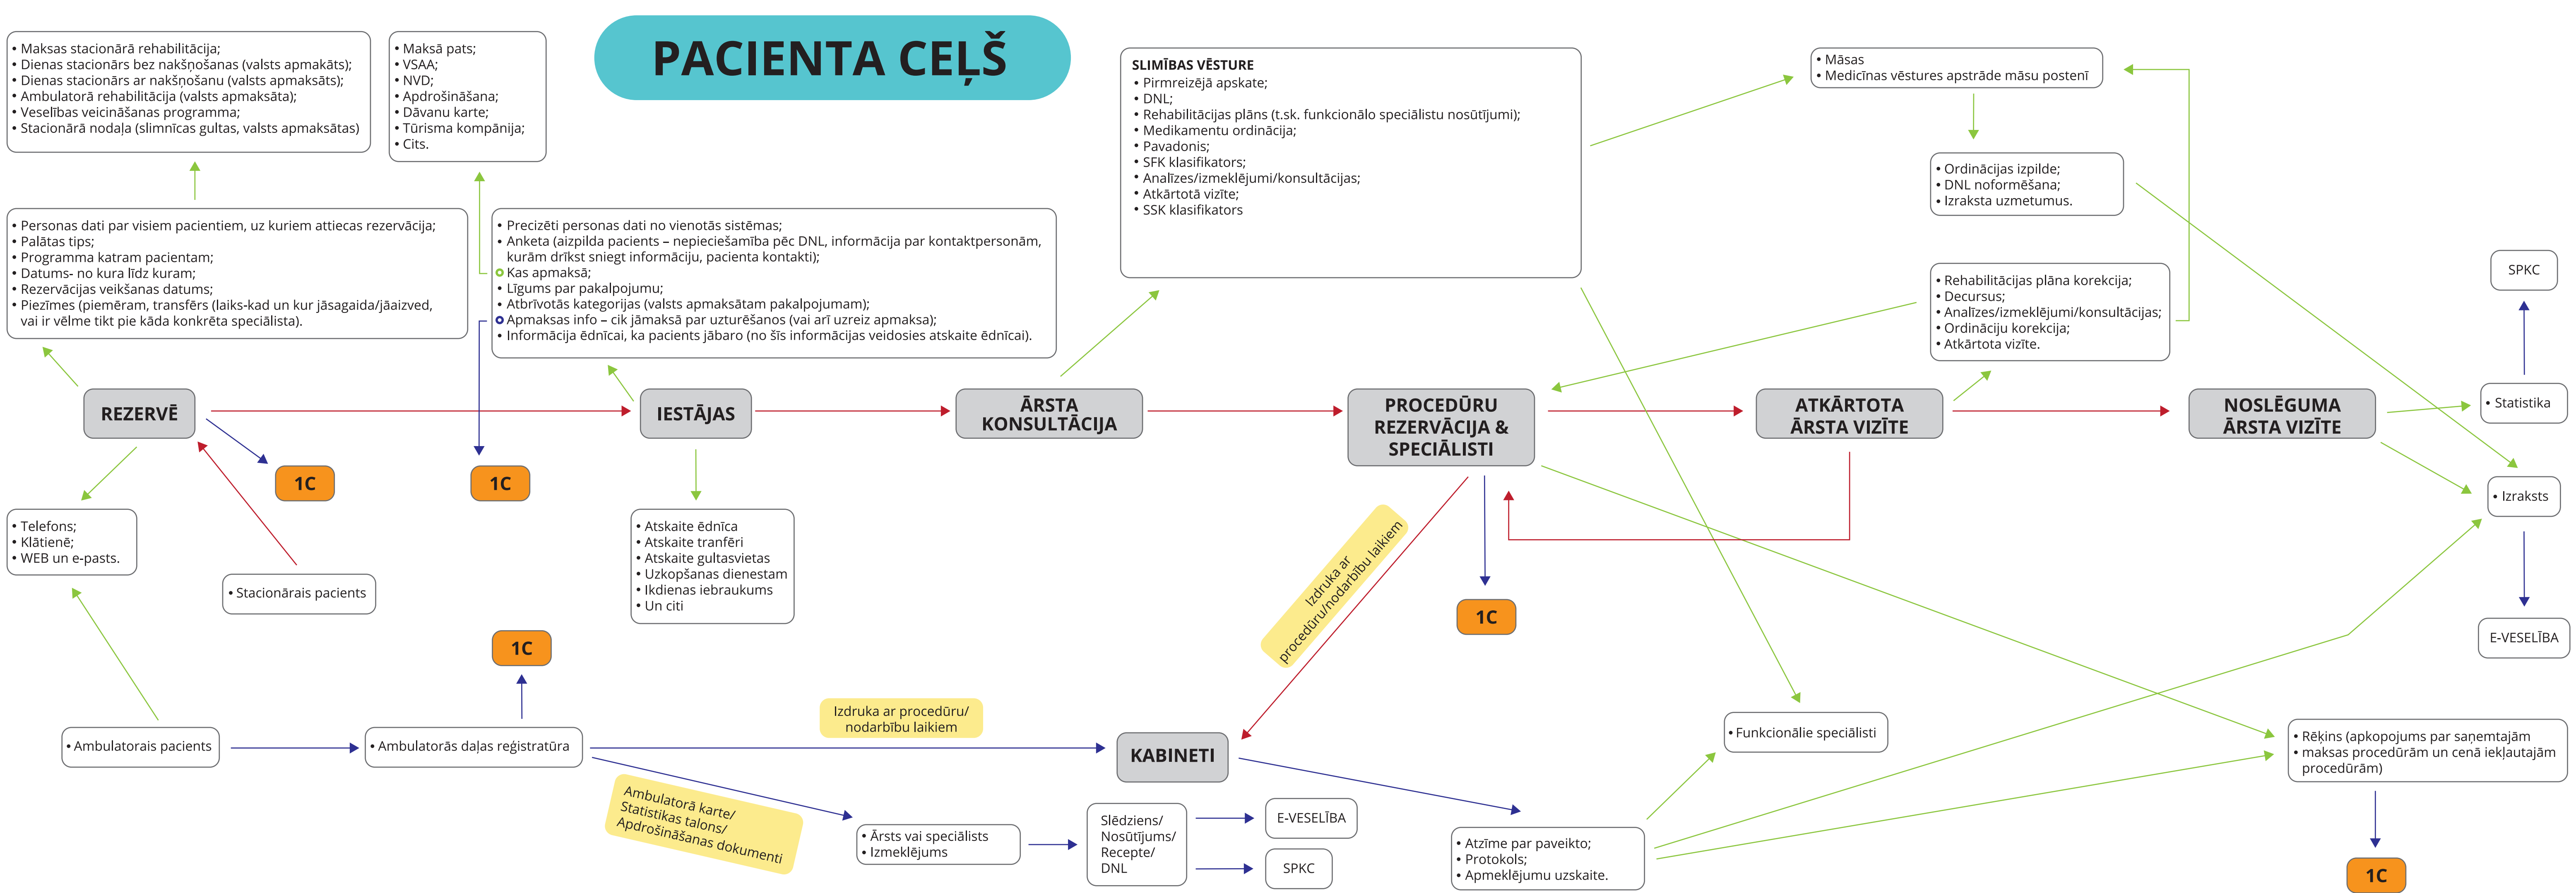 PACIENTA CEĻŠ
• Maksas stacionārā rehabilitācija;
• Dienas stacionārs bez nakšņošanas (valsts apmakāts);
• Dienas stacionārs ar nakšņošanu (valsts apmaksāts);
• Ambulatorā rehabilitācija (valsts apmaksāta);
• Veselības veicināšanas programma;
• Stacionārā nodaļa (slimnīcas gultas, valsts apmaksātas)
• Maksā pats;
• VSAA;
• NVD;
• Apdrošināšana;
• Dāvanu karte;
• Tūrisma kompānija;
• Cits.
SLIMĪBAS VĒSTURE
• Pirmreizējā apskate;
• DNL;
• Rehabilitācijas plāns (t.sk. funkcionālo speciālistu nosūtījumi);
• Medikamentu ordinācija;
• Pavadonis;
• SFK klasifikators;
• Analīzes/izmeklējumi/konsultācijas;
• Atkārtotā vizīte;
• SSK klasifikators
• Māsas
• Medicīnas vēstures apstrāde māsu postenī
• Ordinācijas izpilde;
• DNL noformēšana;
• Izraksta uzmetumus.
• Personas dati par visiem pacientiem, uz kuriem attiecas rezervācija;
• Palātas tips;
• Programma katram pacientam;
• Datums- no kura līdz kuram;
• Rezervācijas veikšanas datums;
• Piezīmes (piemēram, transfērs (laiks-kad un kur jāsagaida/jāaizved,
vai ir vēlme tikt pie kāda konkrēta speciālista).
• Precizēti personas dati no vienotās sistēmas;
• Anketa (aizpilda pacients – nepieciešamība pēc DNL, informācija par kontaktpersonām,
kurām drīkst sniegt informāciju, pacienta kontakti);
Kas apmaksā;
• Līgums par pakalpojumu;
• Atbrīvotās kategorijas (valsts apmaksātam pakalpojumam);
Apmaksas info – cik jāmaksā par uzturēšanos (vai arī uzreiz apmaksa);
• Informācija ēdnīcai, ka pacients jābaro (no šīs informācijas veidosies atskaite ēdnīcai).
• Rehabilitācijas plāna korekcija;
• Decursus;
• Analīzes/izmeklējumi/konsultācijas;
• Ordināciju korekcija;
• Atkārtota vizīte.
SPKC
REZERVĒ
IESTĀJAS
ĀRSTA
KONSULTĀCIJA
PROCEDŪRU
REZERVĀCIJA &
SPECIĀLISTI
ATKĀRTOTA
ĀRSTA VIZĪTE
NOSLĒGUMA
ĀRSTA VIZĪTE
• Statistika
1C
1C
• Izraksts
• Telefons;
• Klātienē;
• WEB un e-pasts.
• Stacionārais pacients
• Atskaite ēdnīca
• Atskaite tranfēri
• Atskaite gultasvietas
• Uzkopšanas dienestam
• Ikdienas iebraukums
• Un citi
Izdruka ar
procedūru/nodarbību laikiem
1C
E-VESELĪBA
1C
• Ambulatorais pacients
• Ambulatorās daļas reģistratūra
Izdruka ar procedūru/
nodarbību laikiem
KABINETI
• Funkcionālie speciālisti
• Rēķins (apkopojums par saņemtajām
• maksas procedūrām un cenā iekļautajām
procedūrām)
Ambulatorā karte/
Statistikas talons/
Apdrošināšanas dokumenti
• Ārsts vai speciālists
• Izmeklējums
Slēdziens/
Nosūtījums/
Recepte/
DNL
E-VESELĪBA
SPKC
• Atzīme par paveikto;
• Protokols;
• Apmeklējumu uzskaite.
1C